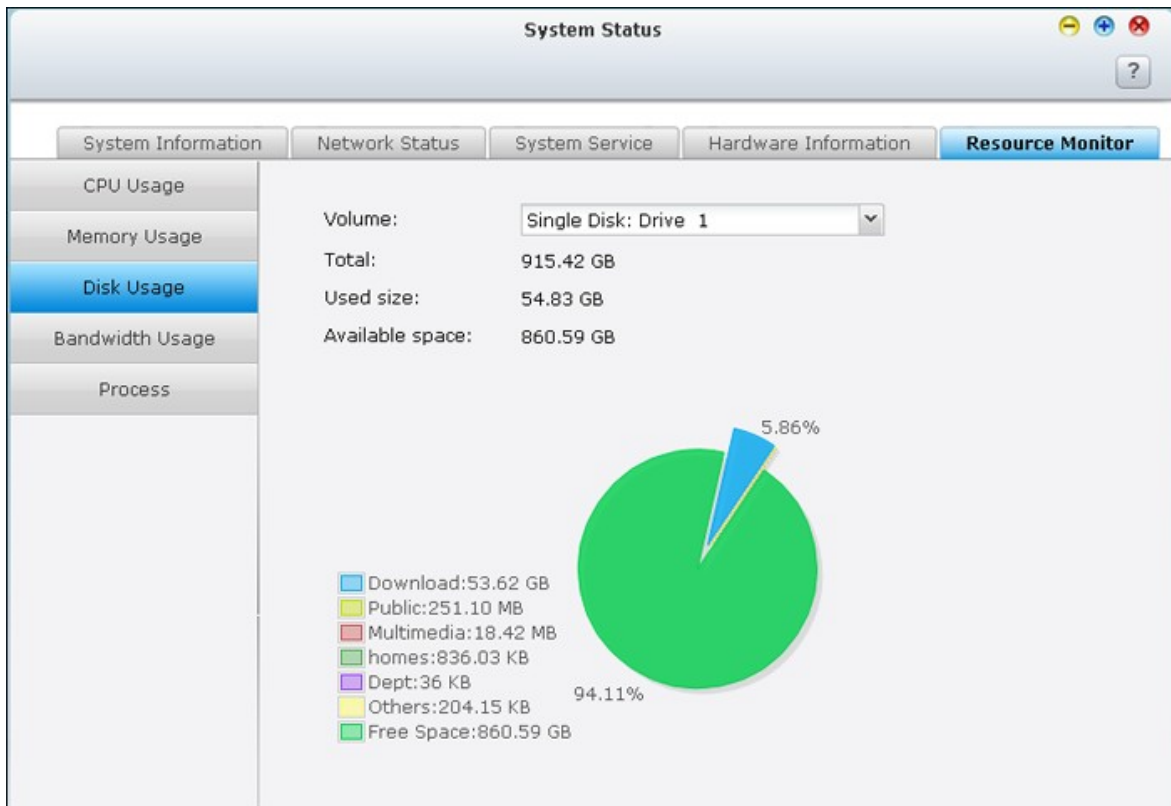 System Status
?
System Information Network Status System Service Hardware Information Resource Monitor
CPU Usage
Memory Usage
Disk Usage
Bandwidth Usage
Process
Volume: Single Disk: Drive 1
Total: 915.42 GB
Used size: 54.83 GB
Available space: 860.59 GB
5.86%
Download:53.62 GB
Public:251.10 MB
Multimedia:18.42 MB
homes:836.03 KB
Dept:36 KB
94.11%
Others:204.15 KB
Free Space:860.59 GB